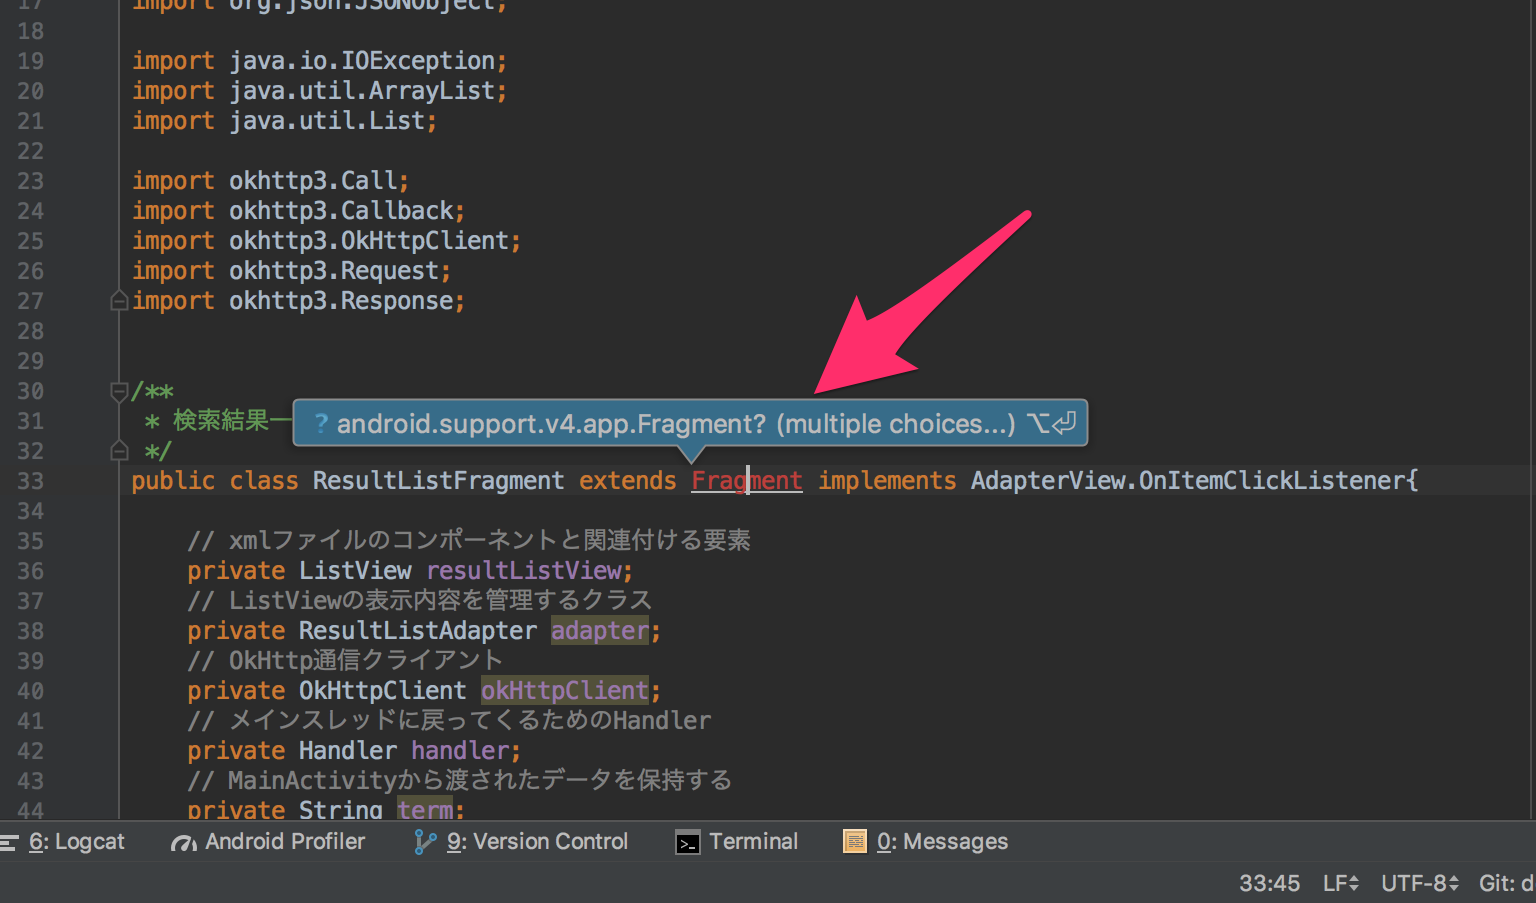 17 import org.json.JSONObject;
18
19 import java.io.IOException;
20 import java.util.ArrayList;
21 import java.util.List;
22
23 import okhttp3.Call;
24 import okhttp3.Callback;
25 import okhttp3.OkHttpClient;
26 import okhttp3.Request;
27 import okhttp3.Response;
28
29
30 /**
31 * 検索結果一
? android.support.v4.app.Fragment? (multiple choices...) ⌥⏎
32 */
33 public class ResultListFragment extends Fragment implements AdapterView.OnItemClickListener{
34
35 // xmlファイルのコンポーネントと関連付ける要素
36 private ListView resultListView;
37 // ListViewの表示内容を管理するクラス
38 private ResultListAdapter adapter;
39 // OkHttp通信クライアント
40 private OkHttpClient okHttpClient;
41 // メインスレッドに戻ってくるためのHandler
42 private Handler handler;
43 // MainActivityから渡されたデータを保持する
44 private String term;
6: Logcat Android Profiler 9: Version Control Terminal 0: Messages
33:45 LF UTF-8 Git: d